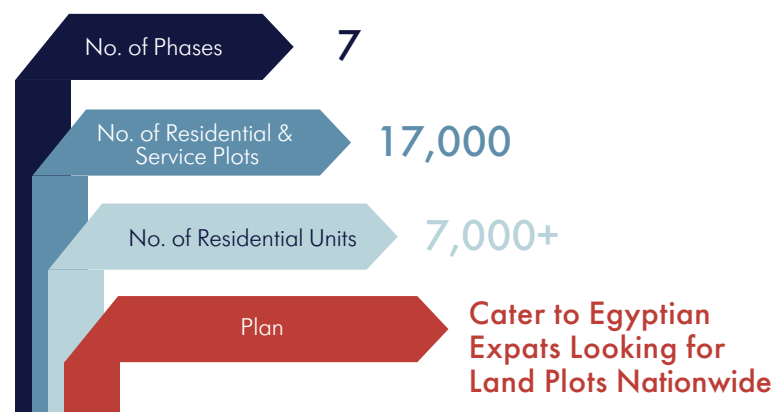 No. of Phases
7
No. of Residential &
Service Plots
17,000
No. of Residential Units
7,000+
Plan
Cater to Egyptian
Expats Looking for
Land Plots Nationwide